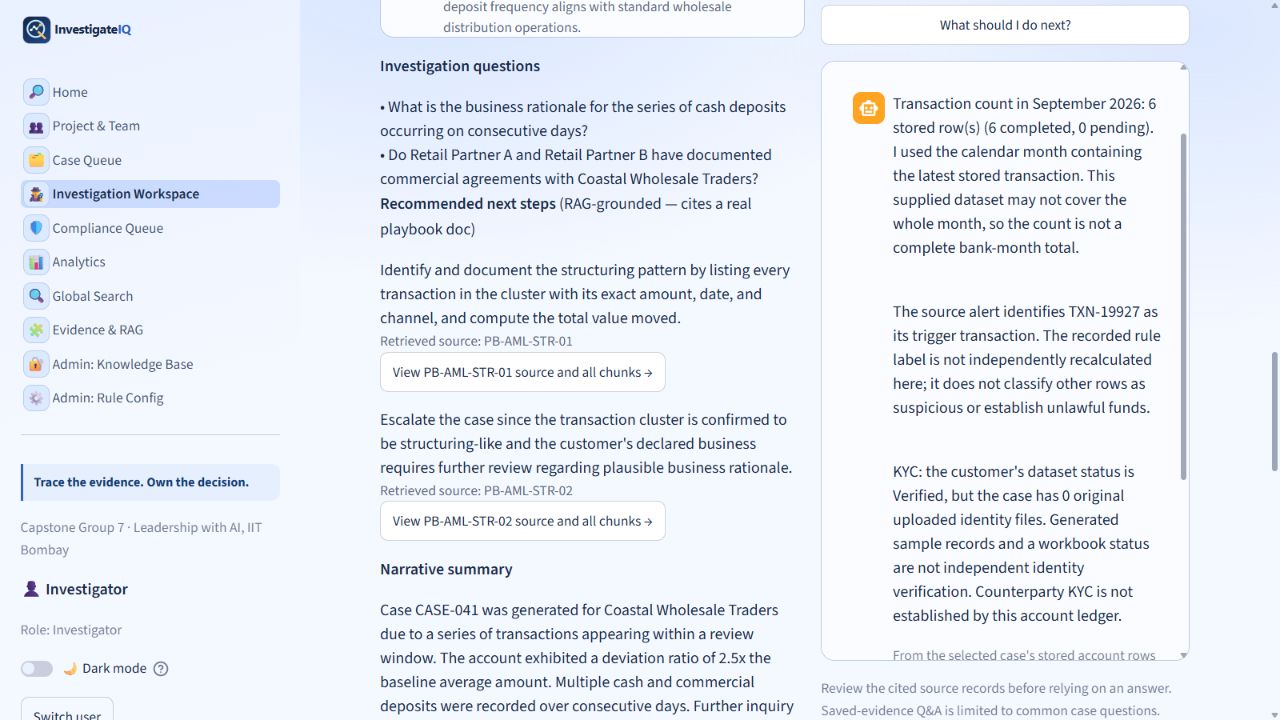 InvestigateIQ
Home
Project & Team
Case Queue
Investigation Workspace
Compliance Queue
Analytics
Global Search
Evidence & RAG
Admin: Knowledge Base
Admin: Rule Config
Trace the evidence. Own the decision.
Capstone Group 7 · Leadership with AI, IIT
Bombay
Investigator
Role: Investigator
Dark mode
Switch user
deposit frequency aligns with standard wholesale
distribution operations.
Investigation questions
• What is the business rationale for the series of cash deposits
occurring on consecutive days?
• Do Retail Partner A and Retail Partner B have documented
commercial agreements with Coastal Wholesale Traders?
Recommended next steps (RAG-grounded — cites a real
playbook doc)
Identify and document the structuring pattern by listing every
transaction in the cluster with its exact amount, date, and
channel, and compute the total value moved.
Retrieved source: PB-AML-STR-01
View PB-AML-STR-01 source and all chunks →
Escalate the case since the transaction cluster is confirmed to
be structuring-like and the customer's declared business
requires further review regarding plausible business rationale.
Retrieved source: PB-AML-STR-02
View PB-AML-STR-02 source and all chunks →
Narrative summary
Case CASE-041 was generated for Coastal Wholesale Traders
due to a series of transactions appearing within a review
window. The account exhibited a deviation ratio of 2.5x the
baseline average amount. Multiple cash and commercial
deposits were recorded over consecutive days. Further inquiry
What should I do next?
Transaction count in September 2026: 6
stored row(s) (6 completed, 0 pending).
I used the calendar month containing
the latest stored transaction. This
supplied dataset may not cover the
whole month, so the count is not a
complete bank-month total.
The source alert identifies TXN-19927 as
its trigger transaction. The recorded rule
label is not independently recalculated
here; it does not classify other rows as
suspicious or establish unlawful funds.
KYC: the customer's dataset status is
Verified, but the case has 0 original
uploaded identity files. Generated
sample records and a workbook status
are not independent identity
verification. Counterparty KYC is not
established by this account ledger.
From the selected case's stored account rows
Review the cited source records before relying on an answer.
Saved-evidence Q&A is limited to common case questions.